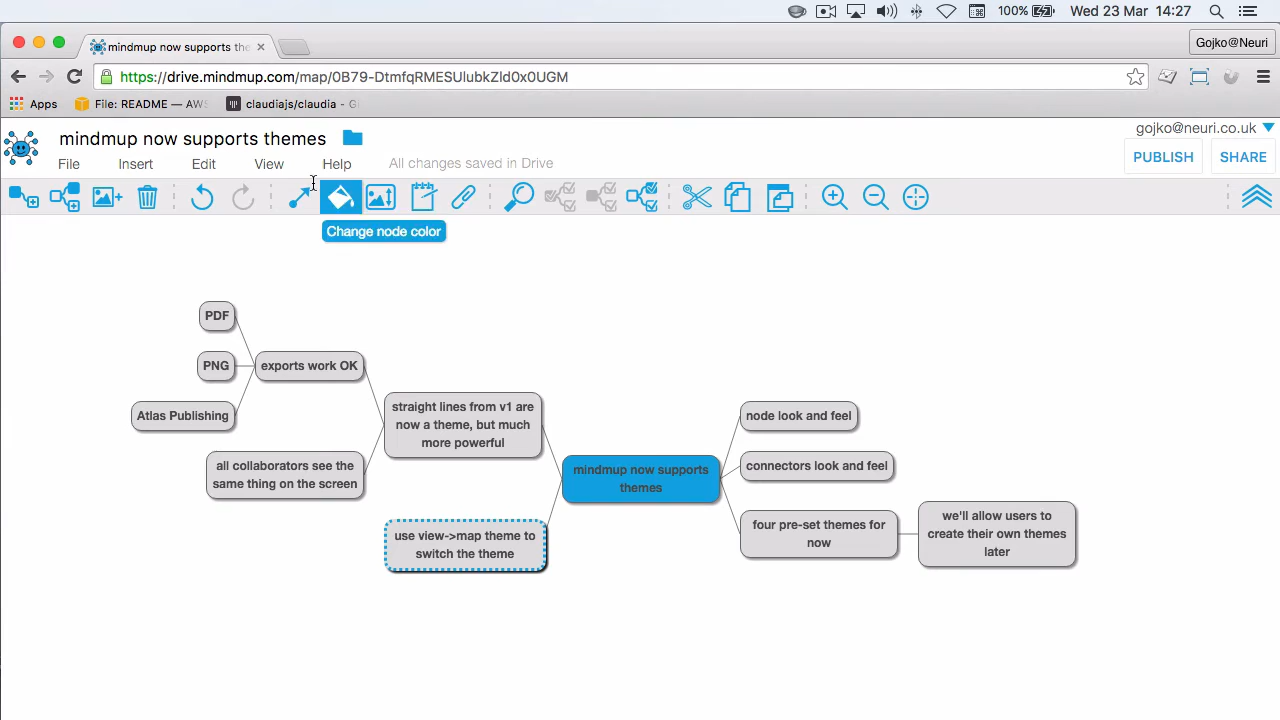 100%
Wed 23 Mar 14:27
mindmup now supports the
Gojko@Neuri
https://drive.mindmup.com/map/0B79-DtmfqRMESUlubkZld0x0UGM
Apps
File: README — AWS
claudiajs/claudia - G
mindmup now supports themes
gojko@neuri.co.uk
File
Insert
Edit
View
Help
All changes saved in Drive
PUBLISH
SHARE
Change node color
PDF
PNG
exports work OK
Atlas Publishing
straight lines from v1 are
now a theme, but much
more powerful
all collaborators see the
same thing on the screen
use view->map theme to
switch the theme
mindmup now supports
themes
node look and feel
connectors look and feel
four pre-set themes for
now
we'll allow users to
create their own themes
later